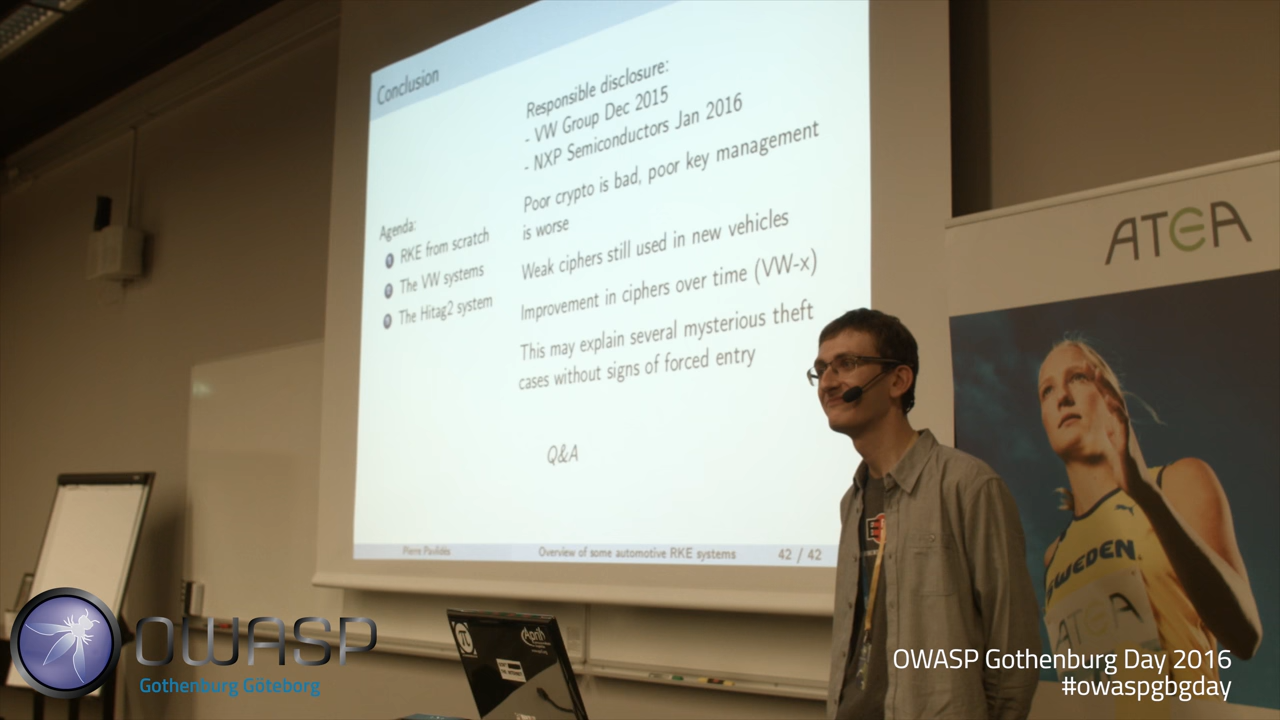 Conclusion
Agenda:
RKE from scratch
The VW systems
The Hitag2 system
Responsible disclosure:
- VW Group Dec 2015
- NXP Semiconductors Jan 2016
Poor crypto is bad, poor key management
is worse
Weak ciphers still used in new vehicles
Improvement in ciphers over time (VW-x)
This may explain several mysterious theft
cases without signs of forced entry
Q&A
Pierre Pavlidès
Overview of some automotive RKE systems
42 / 42
ATEA
SWEDEN
ATEA
April
OWASP
Gothenburg Göteborg
OWASP Gothenburg Day 2016
#owaspgbgday